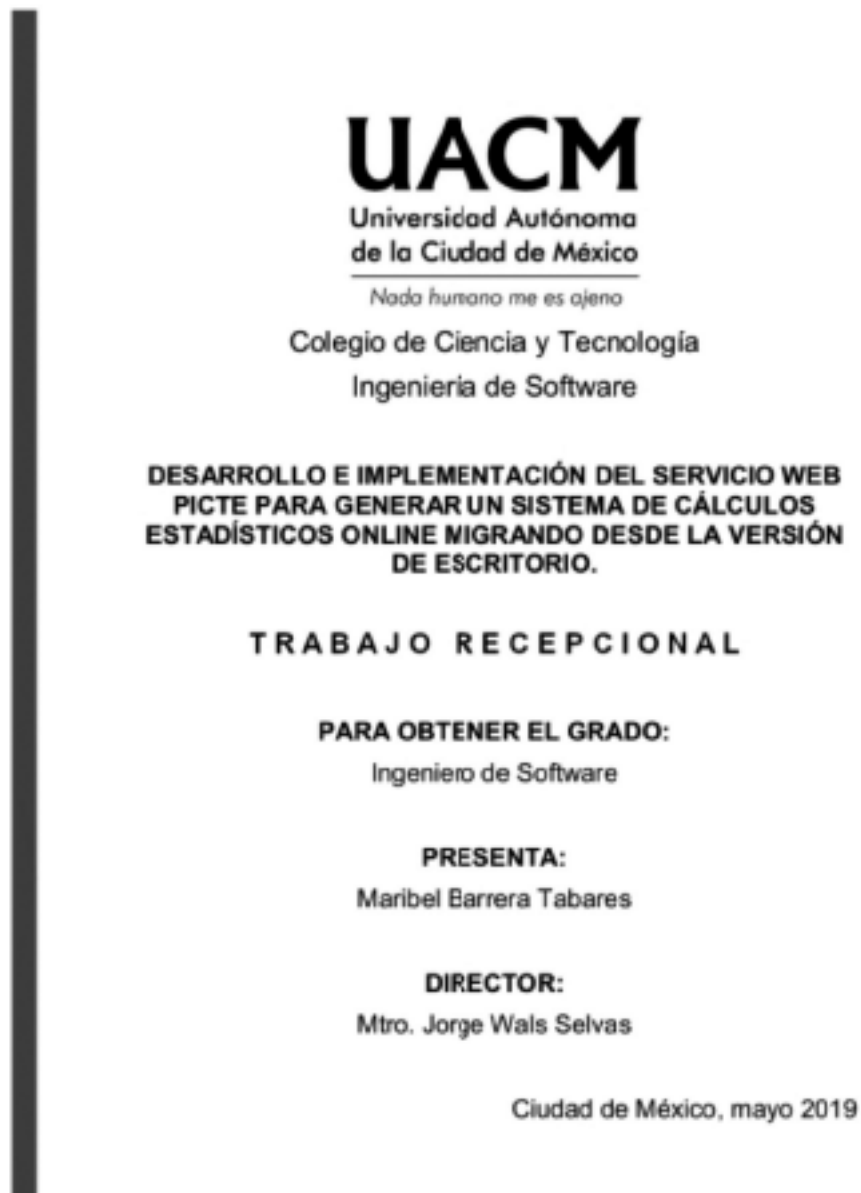 UACM
Universidad Autónoma
de la Ciudad de México
Nada humano me es ajeno
Colegio de Ciencia y Tecnología
Ingenieria de Software
DESARROLLO E IMPLEMENTACIÓN DEL SERVICIO WEB
PICTE PARA GENERAR UN SISTEMA DE CÁLCULOS
ESTADÍSTICOS ONLINE MIGRANDO DESDE LA VERSIÓN
DE ESCRITORIO.
TRABAJO RECEPCIONAL
PARA OBTENER EL GRADO:
Ingeniero de Software
PRESENTA:
Maribel Barrera Tabares
DIRECTOR:
Mtro. Jorge Wals Selvas
Ciudad de México, mayo 2019